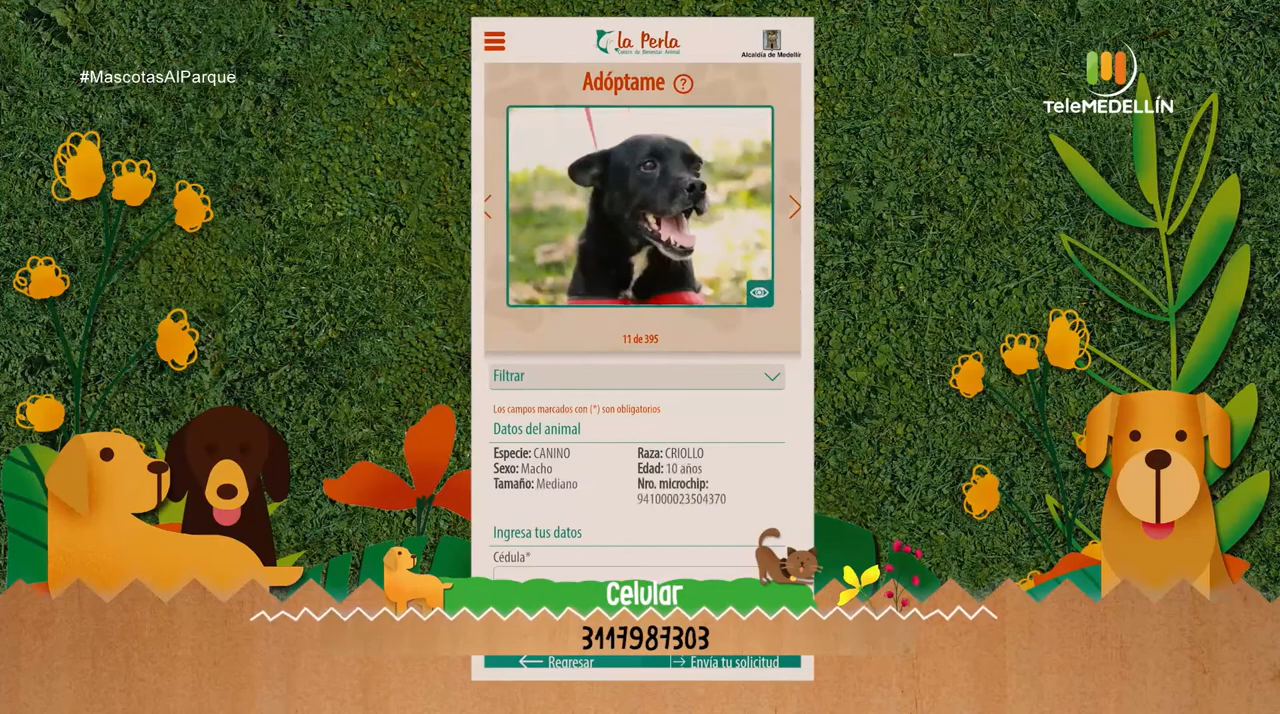 #MascotasAlParque
la Perla
Centro de Bienestar Animal
Alcaldía de Medellín
TeleMEDELLÍN
Adóptame ?
11 de 395
Filtrar
Los campos marcados con (*) son obligatorios
Datos del animal
Especie: CANINO
Raza: CRIOLLO
Sexo: Macho
Edad: 10 años
Tamaño: Mediano
Nro. microchip:
941000023504370
Ingresa tus datos
Cédula*
Celular
3117987303
Regresar
Envía tu solicitud